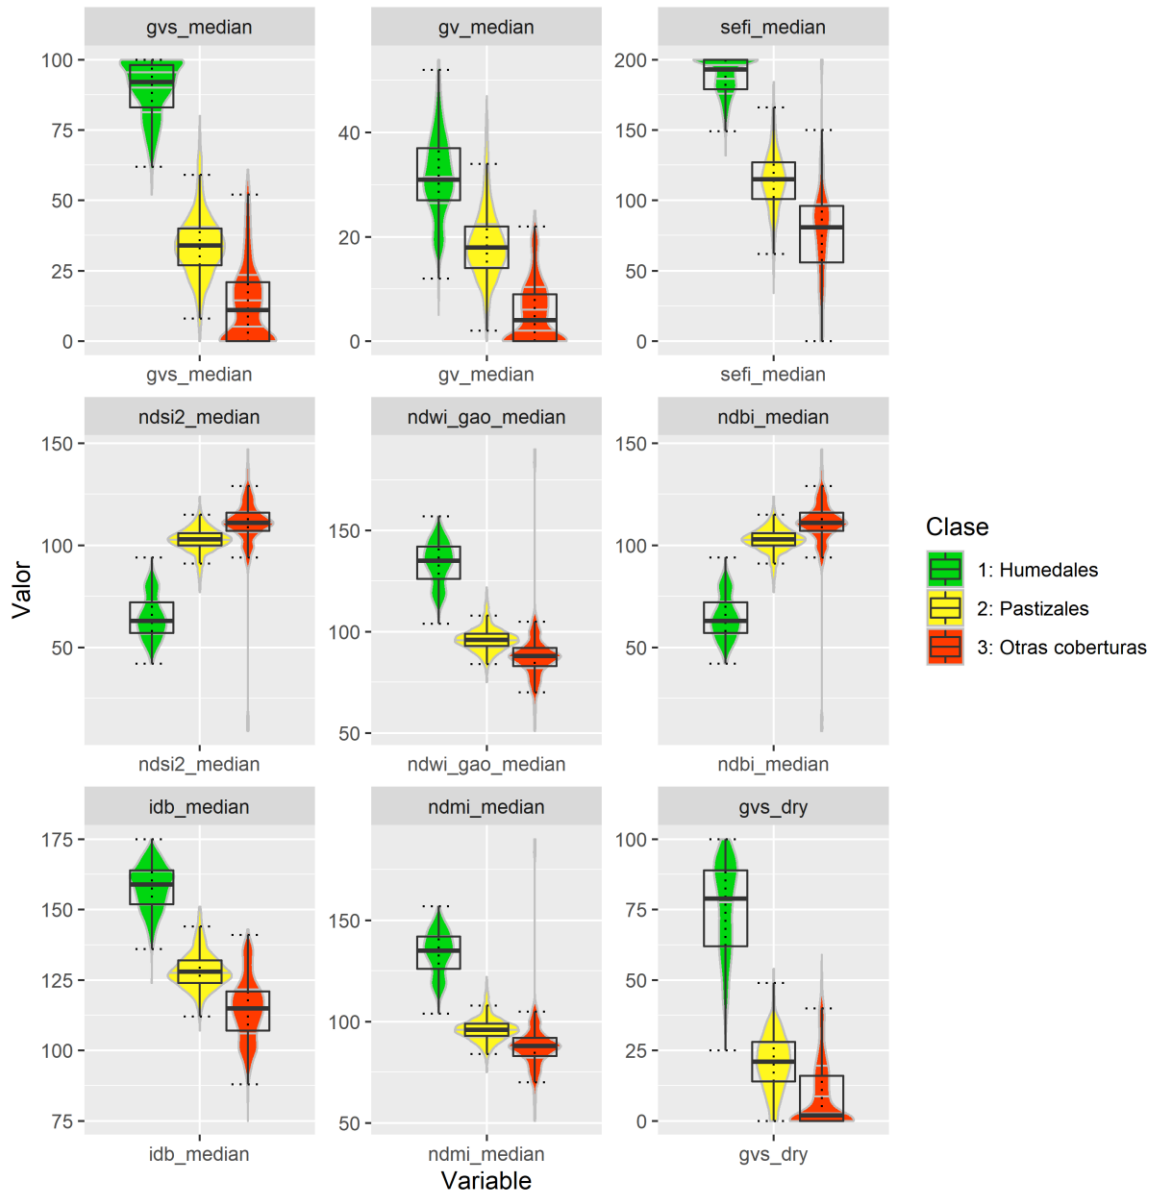 gvs_median gv_median sefi_median
100 40 200
75 20 150
50 0 100
25 50
0 0
gvs_median gv_median sefi_median
ndsi2_median ndwi_gao_median ndbi_median
150 150 150
100 100 100
50 50 50
ndsi2_median ndwi_gao_median ndbi_median
idb_median ndmi_median gvs_dry
175 150 100
150 100 75
125 50 50
100 25
75 0
idb_median ndmi_median gvs_dry
Valor
Variable
Clase
1: Humedales
2: Pastizales
3: Otras coberturas